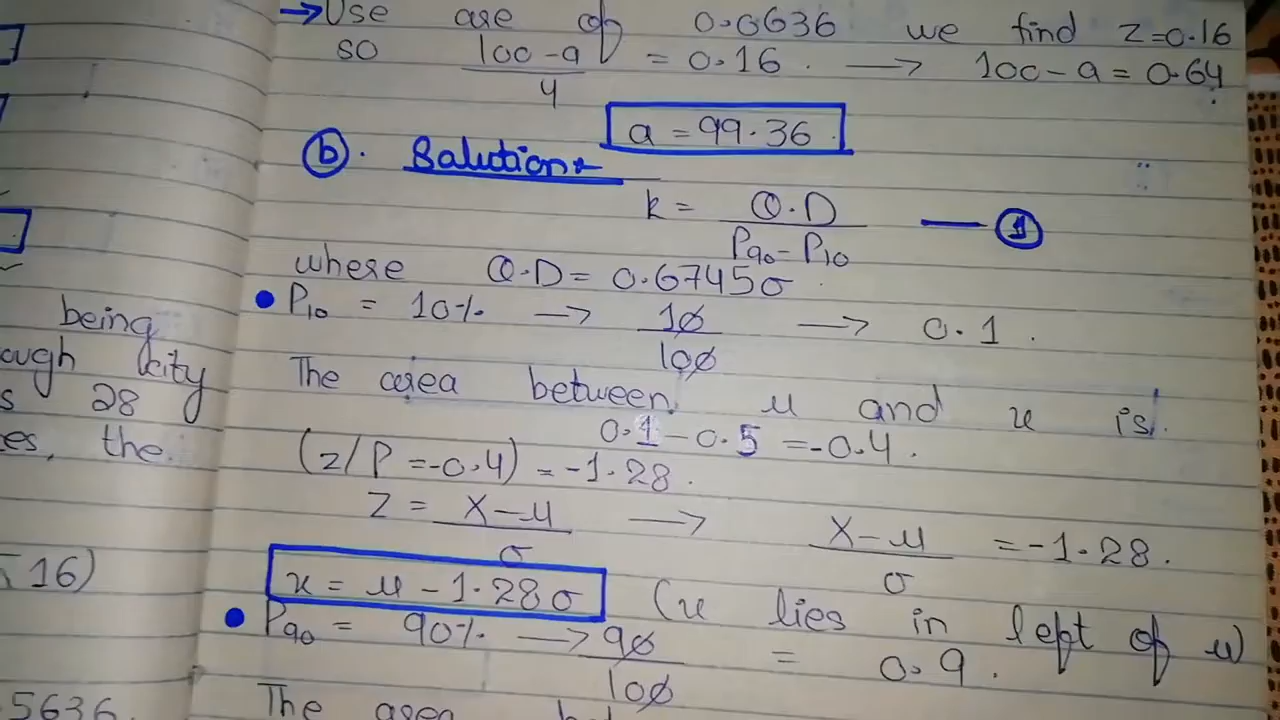 → Use are of 0.0636 we find z=0.16
so (100-a)/4 = 0.16. → 100-a = 0.64
a = 99.36
(b). Solution:
k = Q.D/(P90-P10) — (1)
where Q.D = 0.6745σ
• P10 = 10% → 10/100 → 0.1.
The area between μ and x is.
0.1-0.5 = -0.4.
(z/P = -0.4) = -1.28.
Z = (X-μ)/σ → (X-μ)/σ = -1.28.
x = μ - 1.28σ (x lies in left of μ)
• P90 = 90% → 90/100 = 0.9.
The area
being
ough city
s 28
es, the
16)
5636